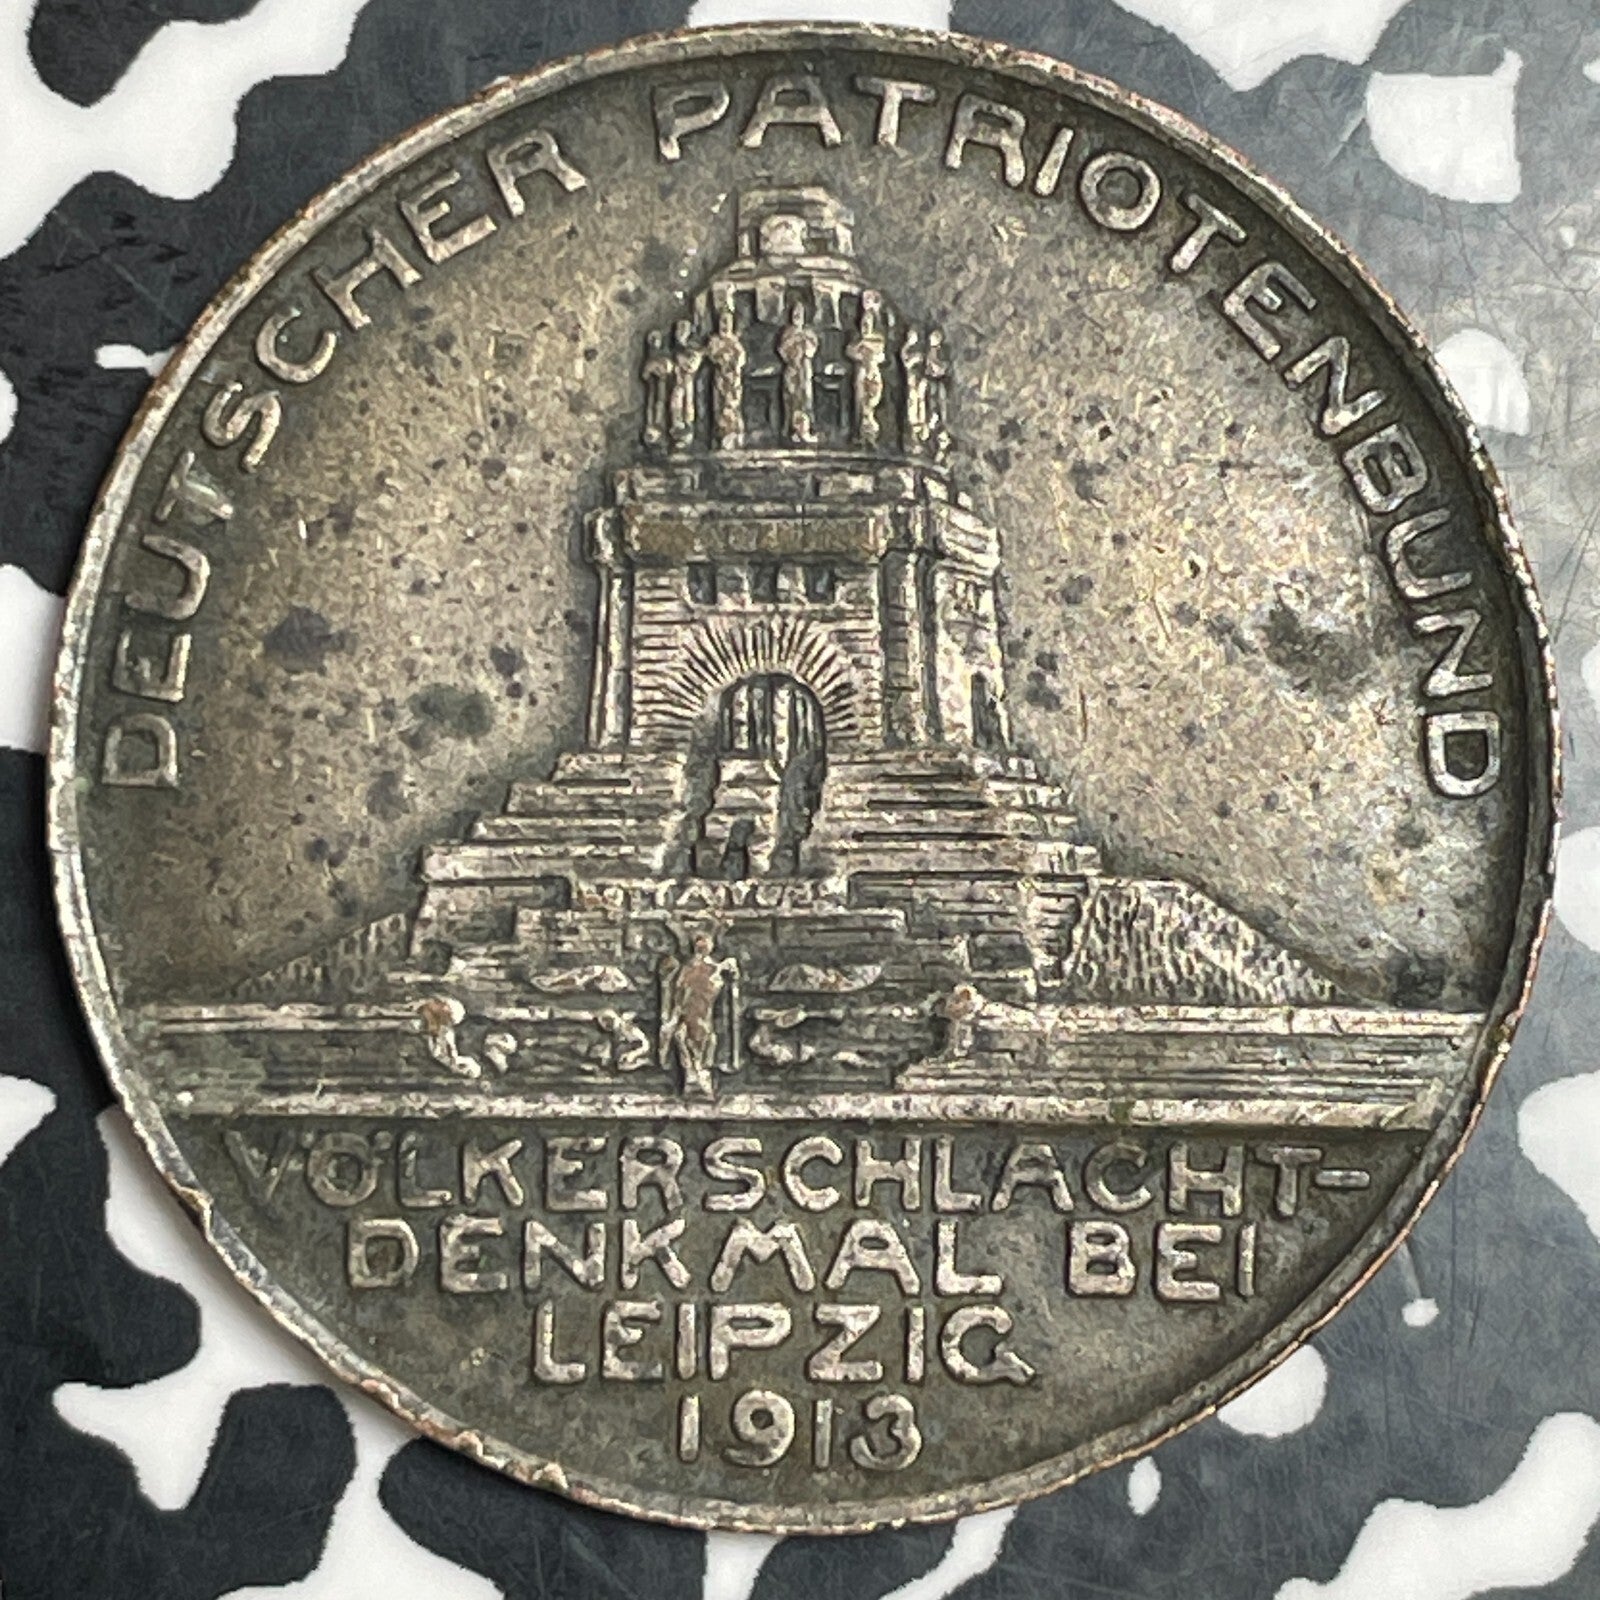 DEUTSCHER PATRIOTENBUND
VÖLKERSCHLACHT-
DENKMAL BEI
LEIPZIG
1913